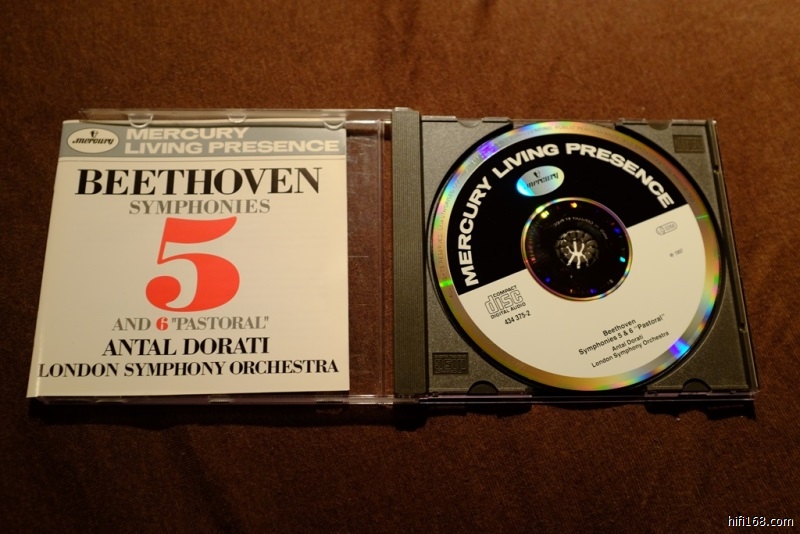 mercury
MERCURY
LIVING PRESENCE
BEETHOVEN
SYMPHONIES
5
AND 6 "PASTORAL"
ANTAL DORATI
LONDON SYMPHONY ORCHESTRA
MERCURY LIVING PRESENCE
mercury
COMPACT
disc
DIGITAL AUDIO
434 375-2
Beethoven
Symphonies 5 & 6 "Pastoral"
Antal Dorati
London Symphony Orchestra
hifi168.com